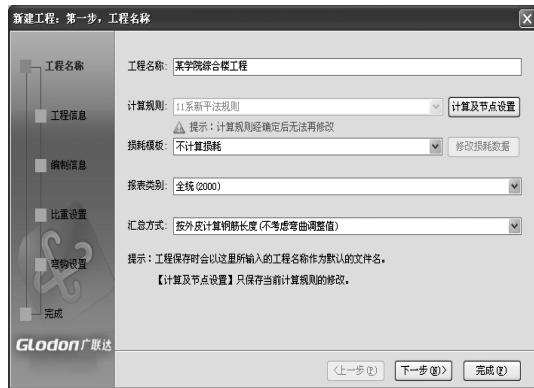 新建工程：第一步，工程名称
工程名称
工程信息
编制信息
比重设置
弯钩设置
完成
GLodon广联达
工程名称: 某学院综合楼工程
计算规则: 11系新平法规则 计算及节点设置
提示：计算规则经确定后无法再修改
损耗模板: 不计算损耗 修改损耗数据
报表类别: 全统(2000)
汇总方式: 按外皮计算钢筋长度(不考虑弯曲调整值)
提示：工程保存时会以这里所输入的工程名称作为默认的文件名。
【计算及节点设置】只保存当前计算规则的修改。
<上一步(P) 下一步(N)> 完成(F)